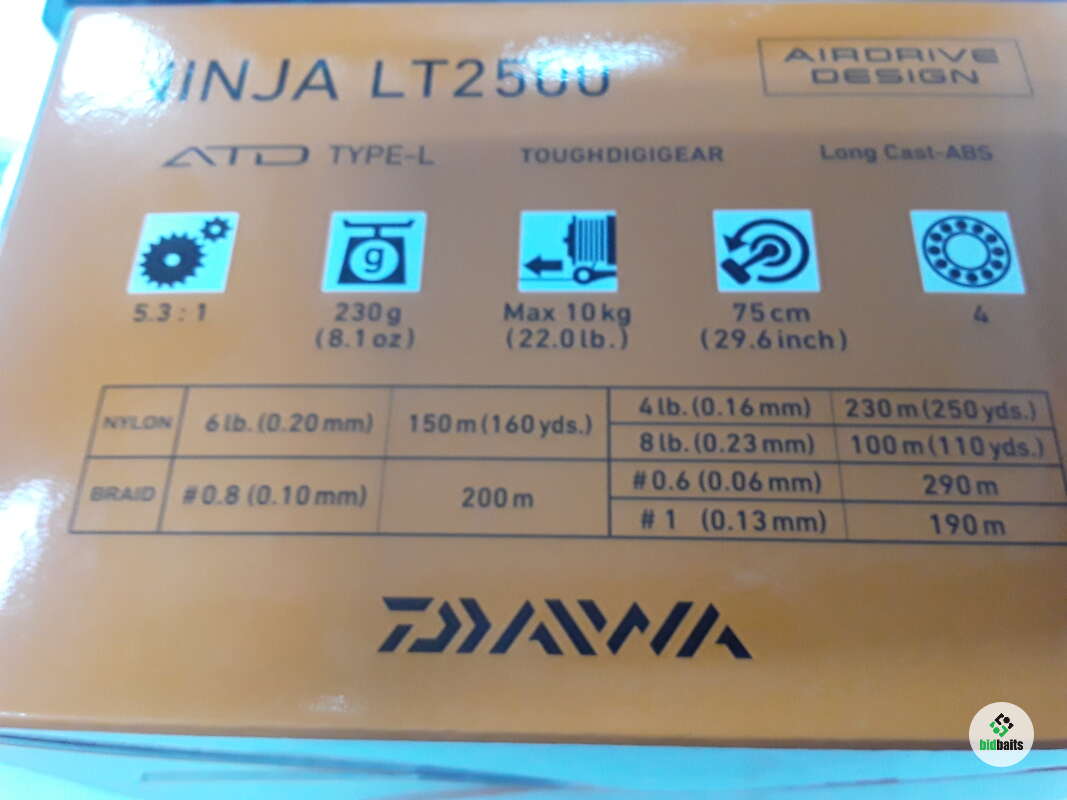 NINJA LT2500
AIRDRIVE
DESIGN
ATD TYPE-L
TOUGHDIGIGEAR
Long Cast-ABS
g
5.3 : 1
230g
(8.1oz)
Max 10kg
(22.0lb.)
75cm
(29.6inch)
4
NYLON 6lb.(0.20mm) 150m(160yds.) 4lb.(0.16mm) 230m(250yds.)
8lb.(0.23mm) 100m(110yds.)
BRAID #0.8(0.10mm) 200m #0.6(0.06mm) 290m
#1 (0.13mm) 190m
DAIWA
bidbaits